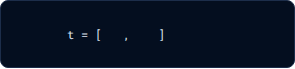 t = [   ,    ]